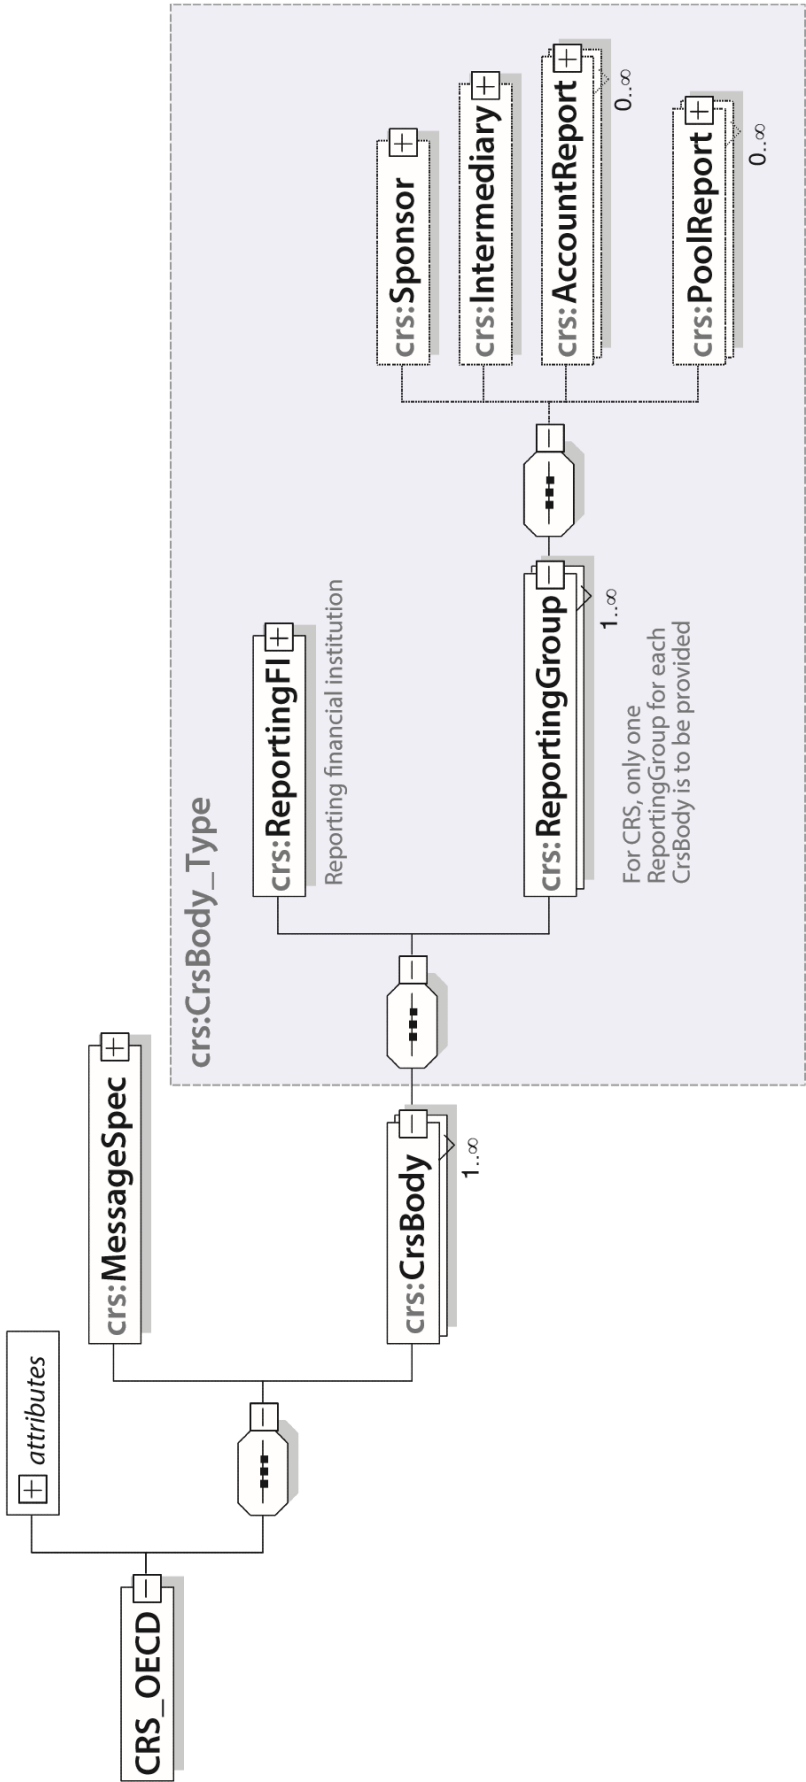 CRS_OECD
attributes
crs:MessageSpec
crs:CrsBody
1..∞
crs:CrsBody_Type
crs:ReportingFI
Reporting financial institution
crs:ReportingGroup
1..∞
For CRS, only one
ReportingGroup for each
CrsBody is to be provided
crs:Sponsor
crs:Intermediary
crs:AccountReport
0..∞
crs:PoolReport
0..∞